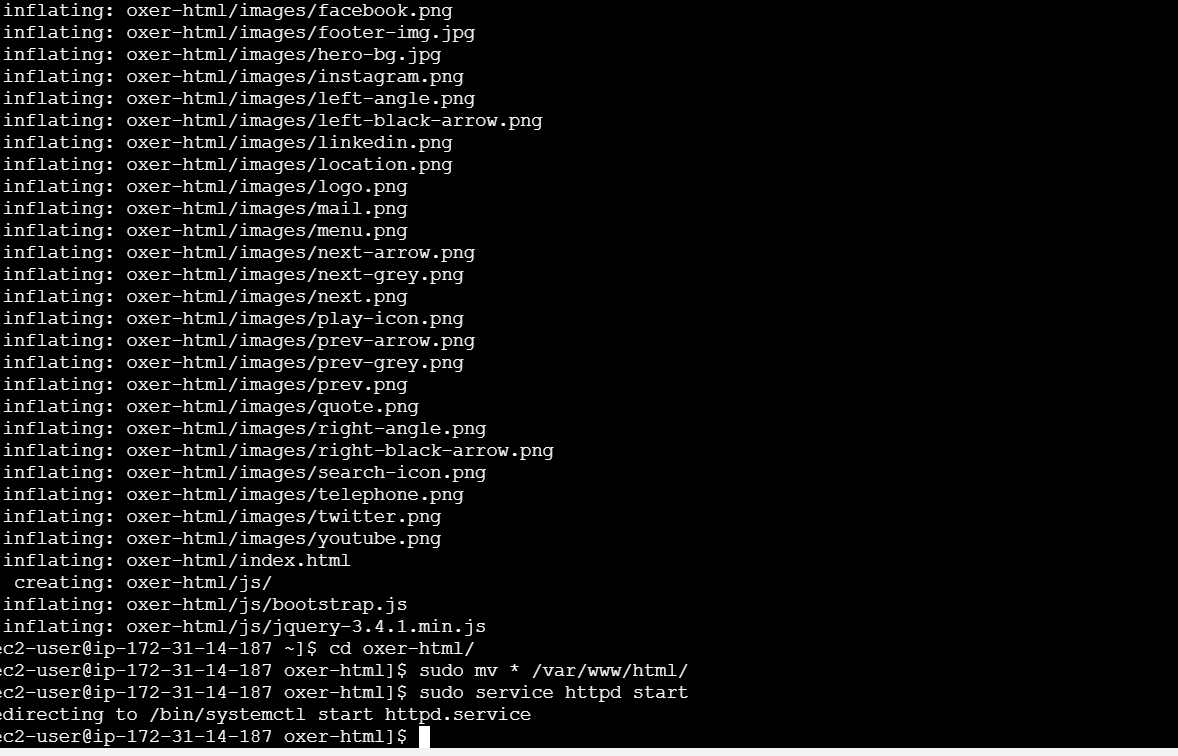 inflating: oxer-html/images/facebook.png
inflating: oxer-html/images/footer-img.jpg
inflating: oxer-html/images/hero-bg.jpg
inflating: oxer-html/images/instagram.png
inflating: oxer-html/images/left-angle.png
inflating: oxer-html/images/left-black-arrow.png
inflating: oxer-html/images/linkedin.png
inflating: oxer-html/images/location.png
inflating: oxer-html/images/logo.png
inflating: oxer-html/images/mail.png
inflating: oxer-html/images/menu.png
inflating: oxer-html/images/next-arrow.png
inflating: oxer-html/images/next-grey.png
inflating: oxer-html/images/next.png
inflating: oxer-html/images/play-icon.png
inflating: oxer-html/images/prev-arrow.png
inflating: oxer-html/images/prev-grey.png
inflating: oxer-html/images/prev.png
inflating: oxer-html/images/quote.png
inflating: oxer-html/images/right-angle.png
inflating: oxer-html/images/right-black-arrow.png
inflating: oxer-html/images/search-icon.png
inflating: oxer-html/images/telephone.png
inflating: oxer-html/images/twitter.png
inflating: oxer-html/images/youtube.png
inflating: oxer-html/index.html
creating: oxer-html/js/
inflating: oxer-html/js/bootstrap.js
inflating: oxer-html/js/jquery-3.4.1.min.js
ec2-user@ip-172-31-14-187 ~]$ cd oxer-html/
ec2-user@ip-172-31-14-187 oxer-html]$ sudo mv * /var/www/html/
ec2-user@ip-172-31-14-187 oxer-html]$ sudo service httpd start
edirecting to /bin/systemctl start httpd.service
ec2-user@ip-172-31-14-187 oxer-html]$